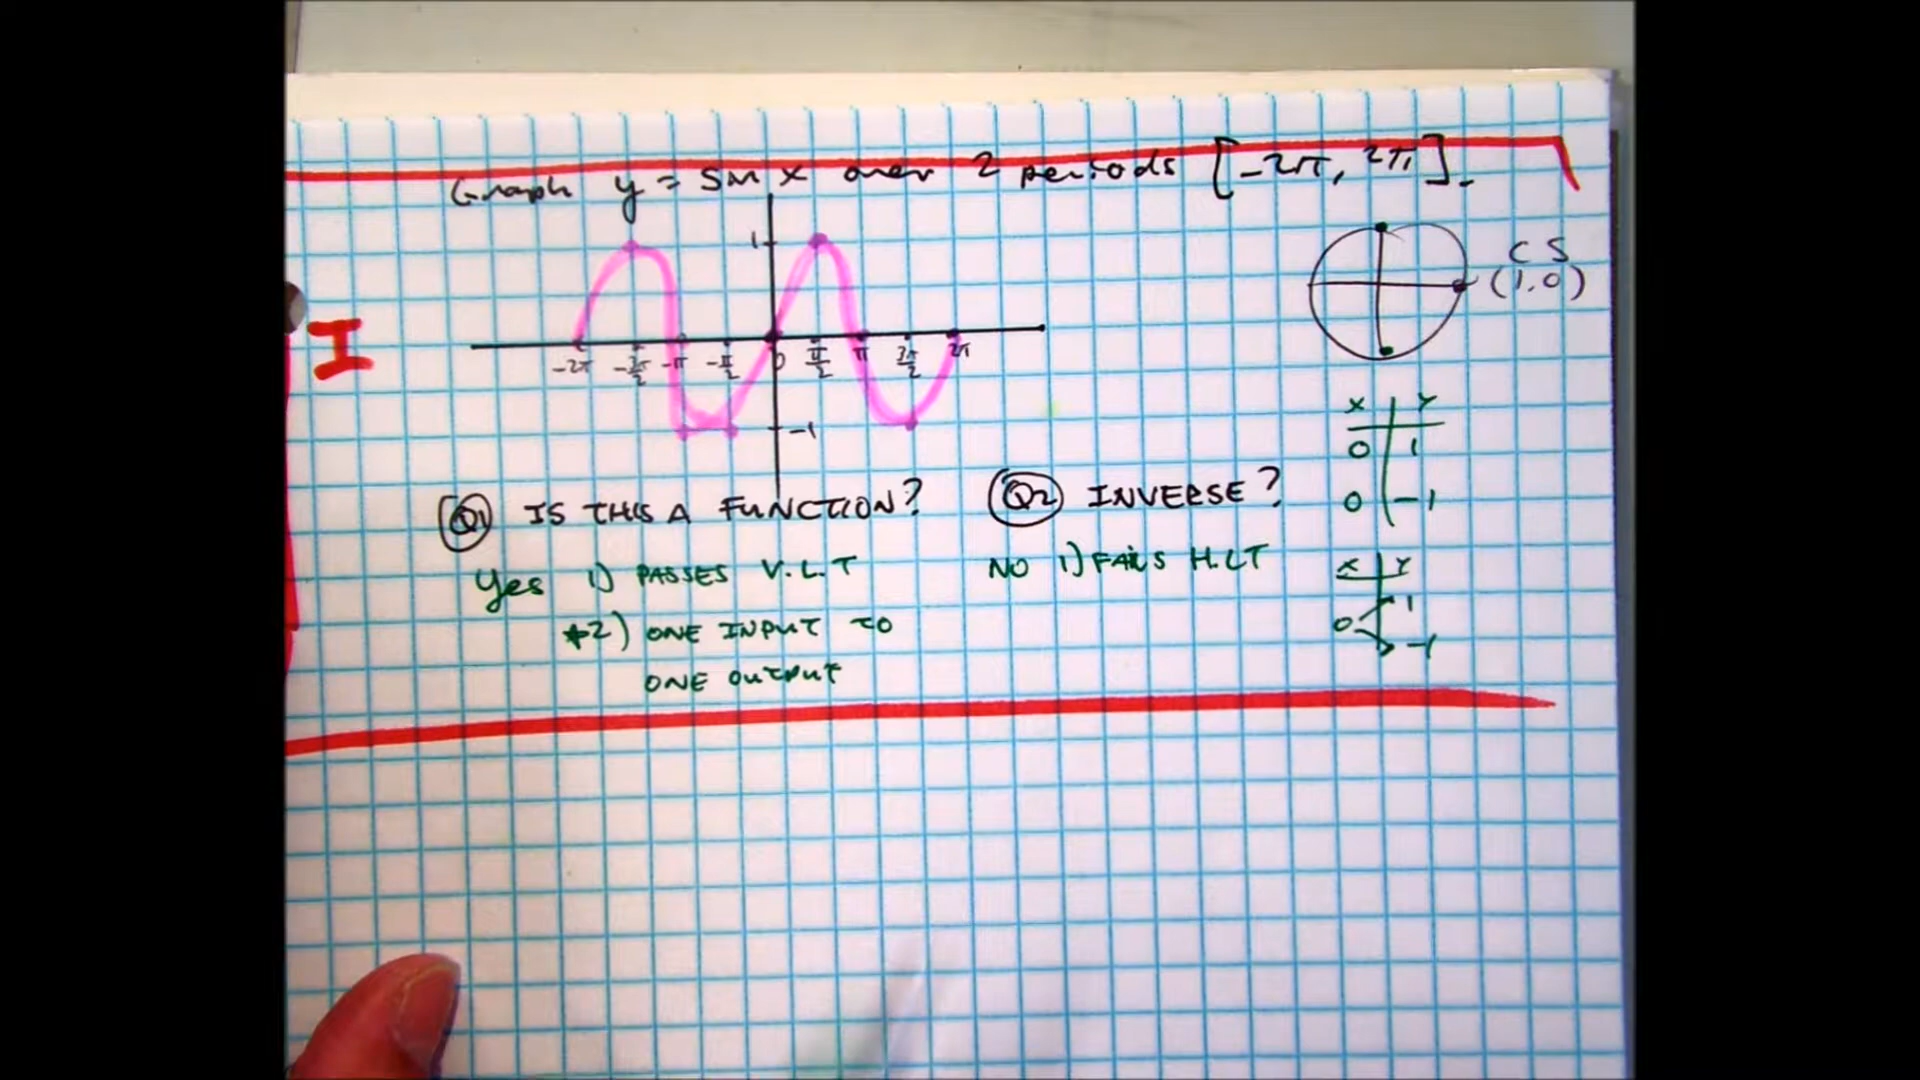 Graph y = sin x over 2 periods [-2π, 2π].
1
C S
(1,0)
I
-2π -3π/2 -π -π/2 0 π/2 π 3π/2 2π
-1
X Y
0 1
0 -1
Q1 IS THIS A FUNCTION?
Q2 INVERSE?
Yes 1) PASSES V.L.T
*2) ONE INPUT TO
ONE OUTPUT
NO 1) FAILS H.L.T
X Y
0 1
-1